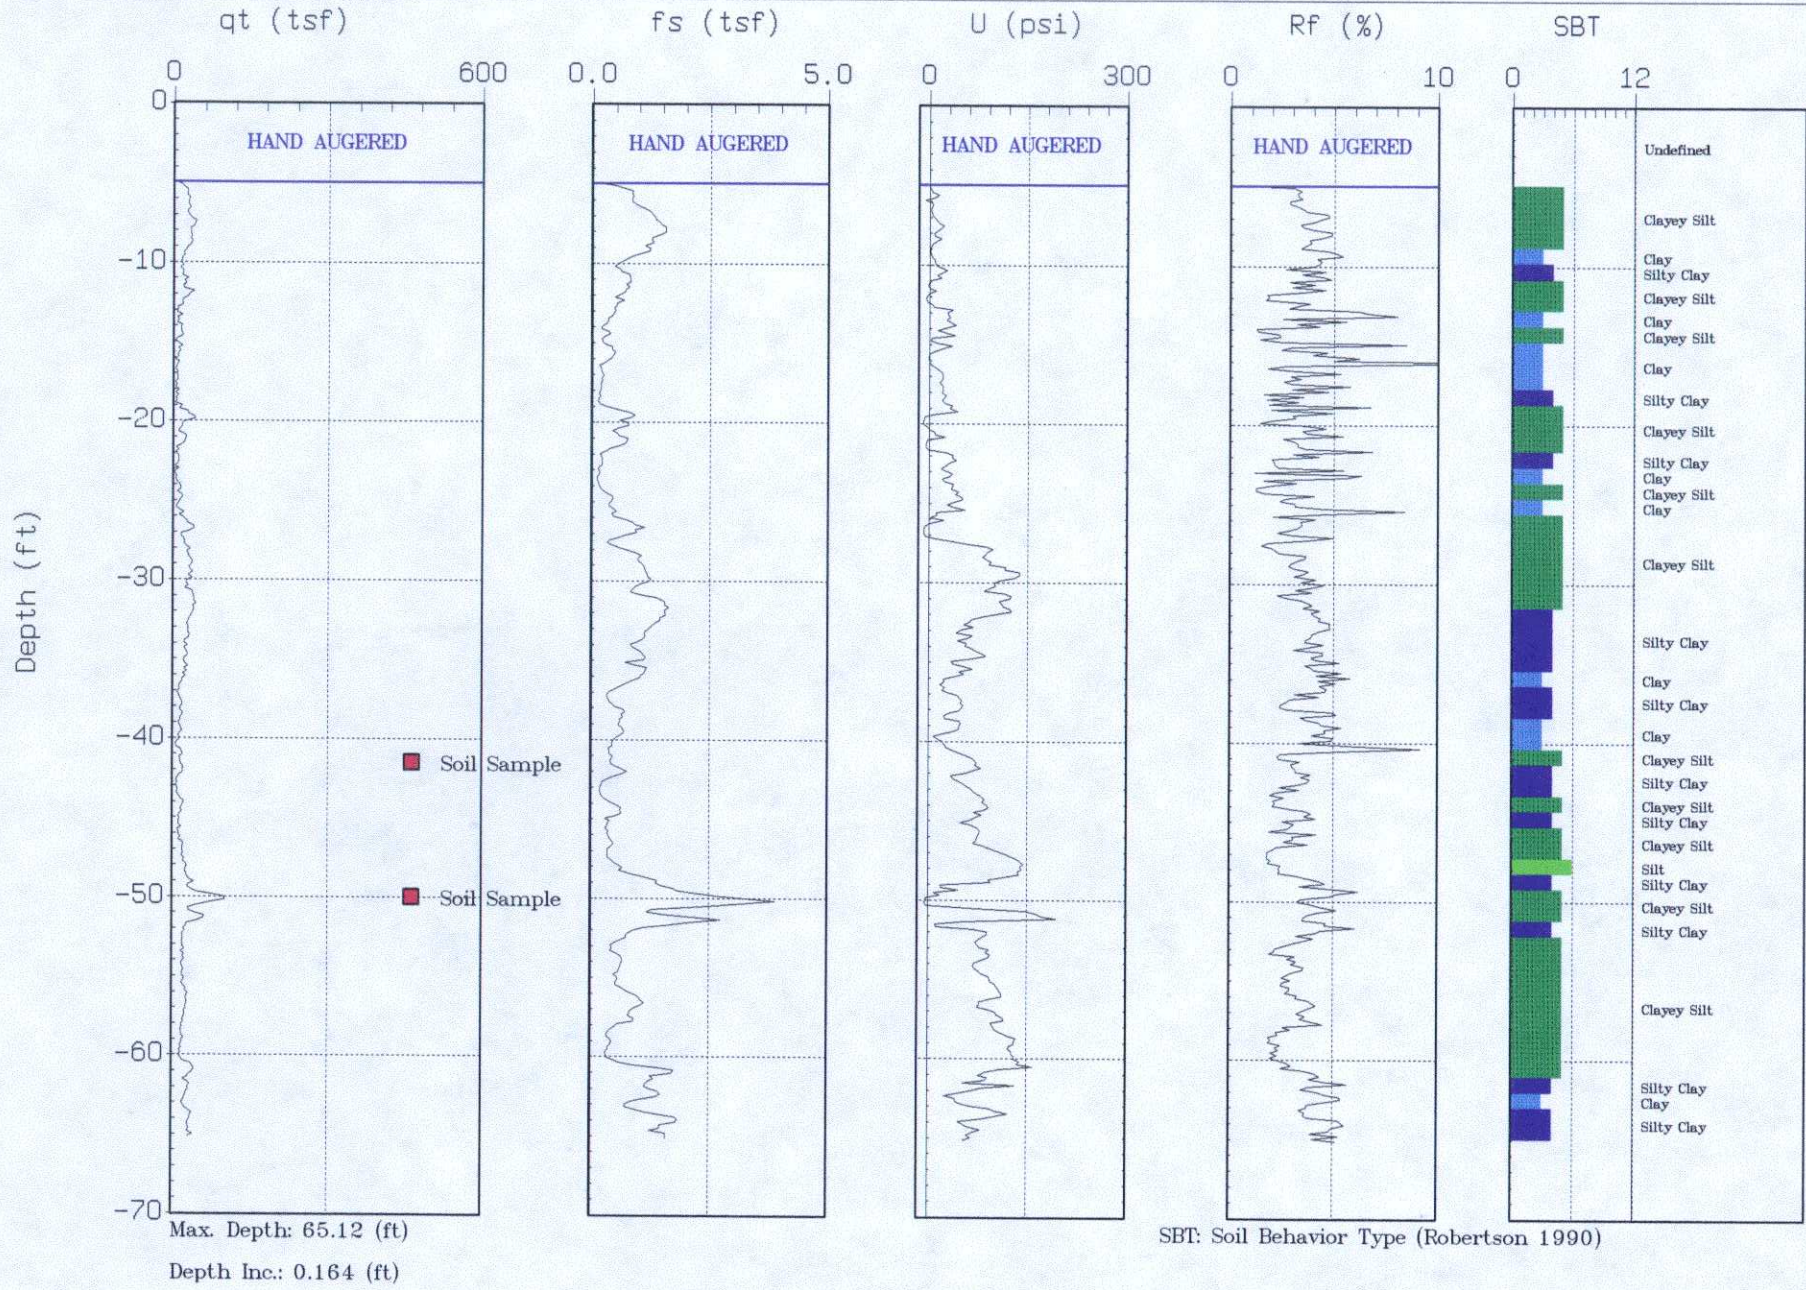 qt (tsf) fs (tsf) U (psi) Rf (%) SBT
0 600 0.0 5.0 0 300 0 10 0 12
0
HAND AUGERED HAND AUGERED HAND AUGERED HAND AUGERED Undefined
Clayey Silt
-10
Clay
Silty Clay
Clayey Silt
Clay
Clayey Silt
Clay
Silty Clay
-20
Clayey Silt
Silty Clay
Clay
Clayey Silt
Clay
Clayey Silt
-30
Depth (ft)
Silty Clay
Clay
Silty Clay
-40
Clay
Soil Sample
Clayey Silt
Silty Clay
Clayey Silt
Silty Clay
Clayey Silt
Silt
Silty Clay
-50
Soil Sample
Clayey Silt
Silty Clay
Clayey Silt
-60
Silty Clay
Clay
Silty Clay
-70
Max. Depth: 65.12 (ft)
Depth Inc.: 0.164 (ft)
SBT: Soil Behavior Type (Robertson 1990)